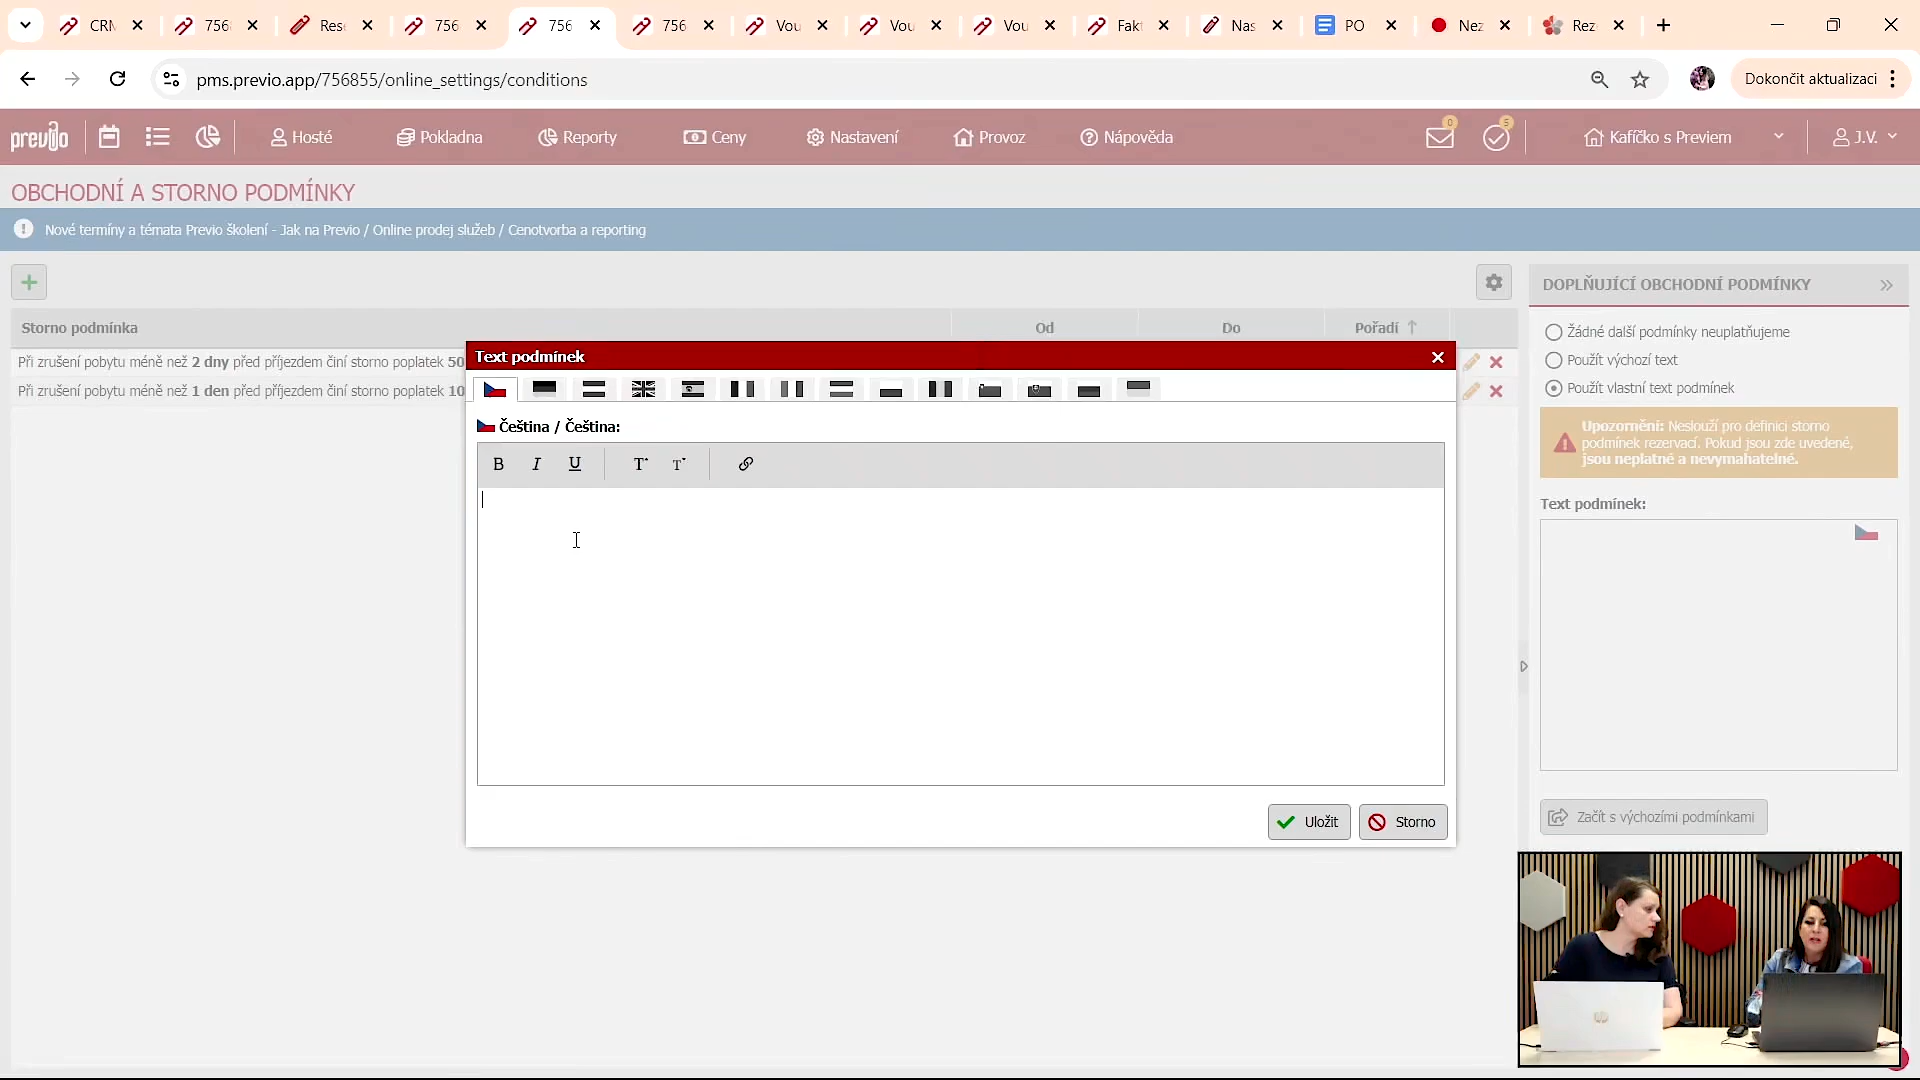 CRM
756
Rese
756
756
756
Vou
Vou
Vou
Fakt
Nas
PO
Nez
Rez
pms.previo.app/756855/online_settings/conditions
Dokončit aktualizaci
previo
Hosté
Pokladna
Reporty
Ceny
Nastavení
Provoz
Nápověda
0
5
Kafíčko s Previem
J.V.
OBCHODNÍ A STORNO PODMÍNKY
Nové termíny a témata Previo školení - Jak na Previo / Online prodej služeb / Cenotvorba a reporting
Storno podmínka
Od
Do
Pořadí
Při zrušení pobytu méně než 2 dny před příjezdem činí storno poplatek 50
Při zrušení pobytu méně než 1 den před příjezdem činí storno poplatek 10
Text podmínek
Čeština / Čeština:
B I U T T
Uložit
Storno
DOPLŇUJÍCÍ OBCHODNÍ PODMÍNKY
Žádné další podmínky neuplatňujeme
Použít výchozí text
Použít vlastní text podmínek
Upozornění: Neslouží pro definici storno
podmínek rezervací. Pokud jsou zde uvedené,
jsou neplatné a nevymahatelné.
Text podmínek:
Začít s výchozími podmínkami